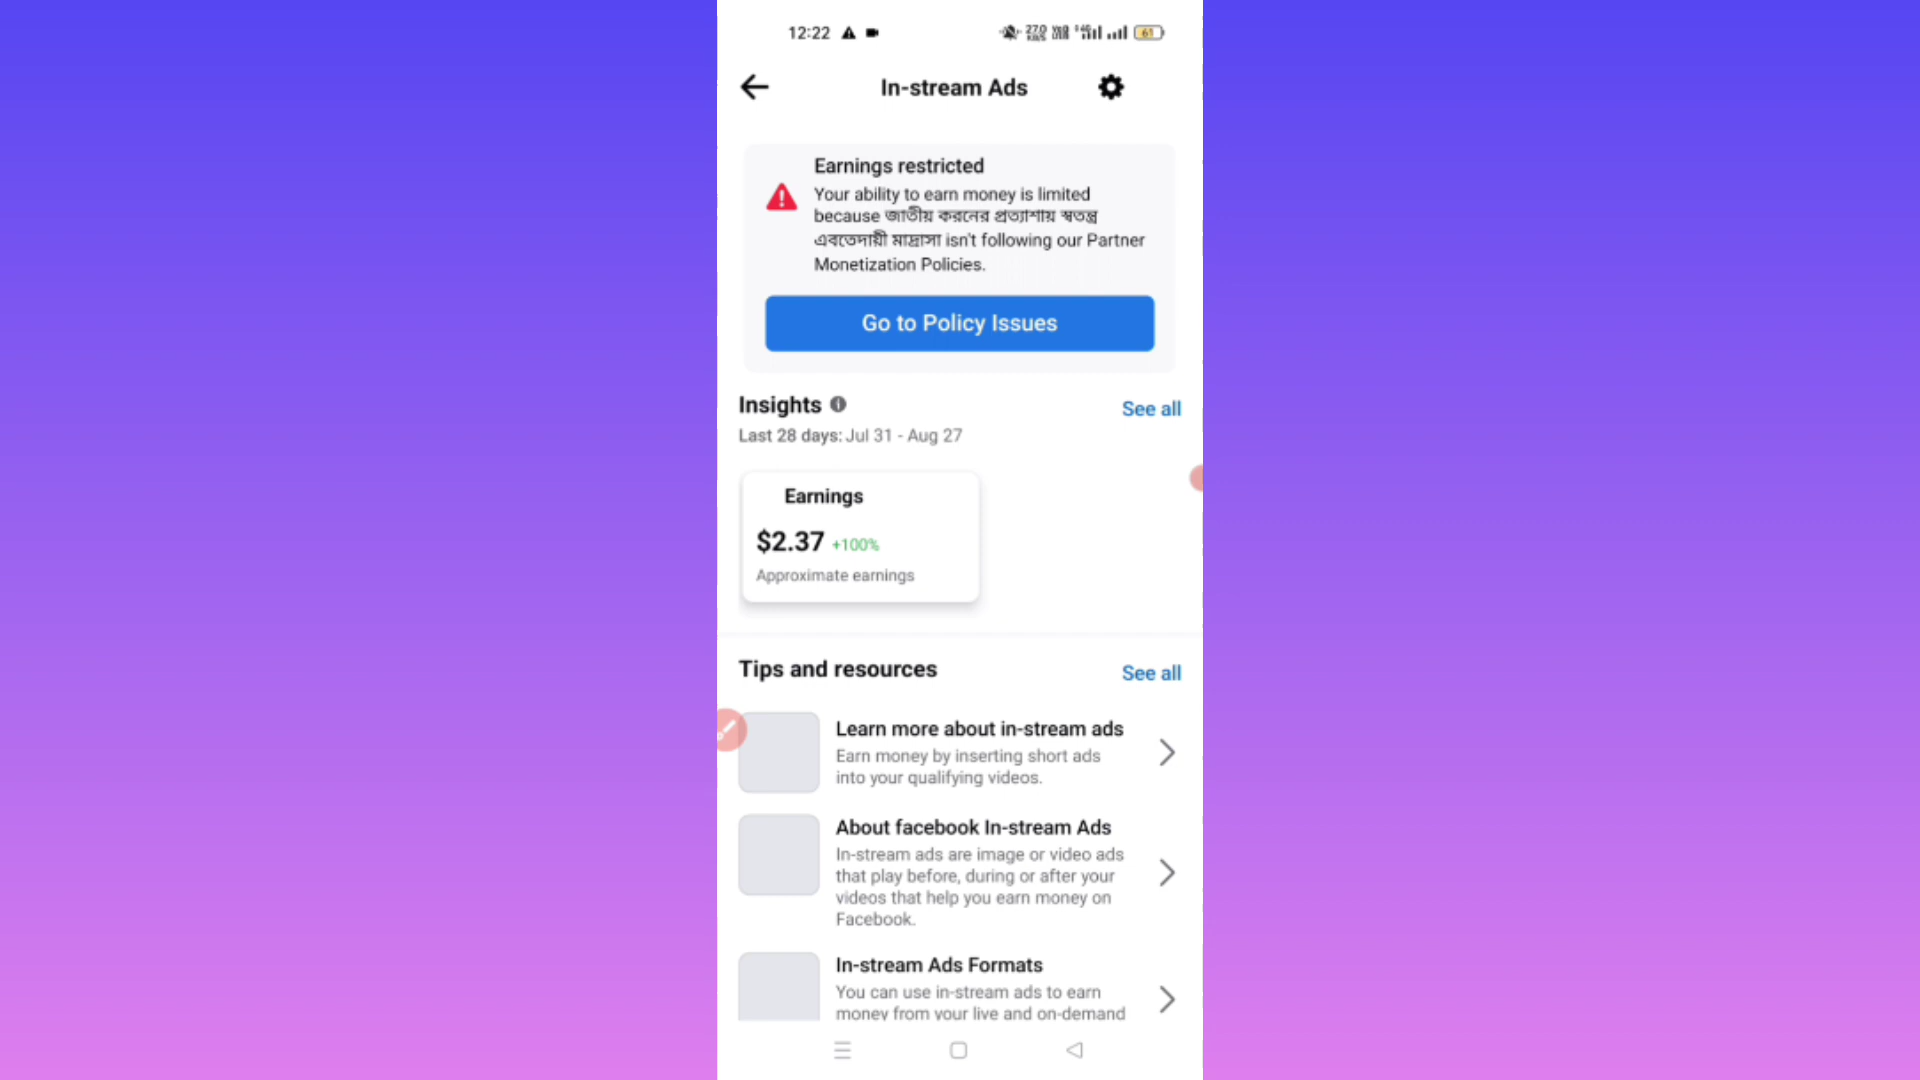 12:22
61
In-stream Ads
Earnings restricted
Your ability to earn money is limited
because জাতীয় করনের প্রত্যাশায় স্বতন্ত্র
এবতেদায়ী মাদ্রাসা isn't following our Partner
Monetization Policies.
Go to Policy Issues
Insights
See all
Last 28 days: Jul 31 - Aug 27
Earnings
$2.37 +100%
Approximate earnings
Tips and resources
See all
Learn more about in-stream ads
Earn money by inserting short ads
into your qualifying videos.
About facebook In-stream Ads
In-stream ads are image or video ads
that play before, during or after your
videos that help you earn money on
Facebook.
In-stream Ads Formats
You can use in-stream ads to earn
money from your live and on-demand